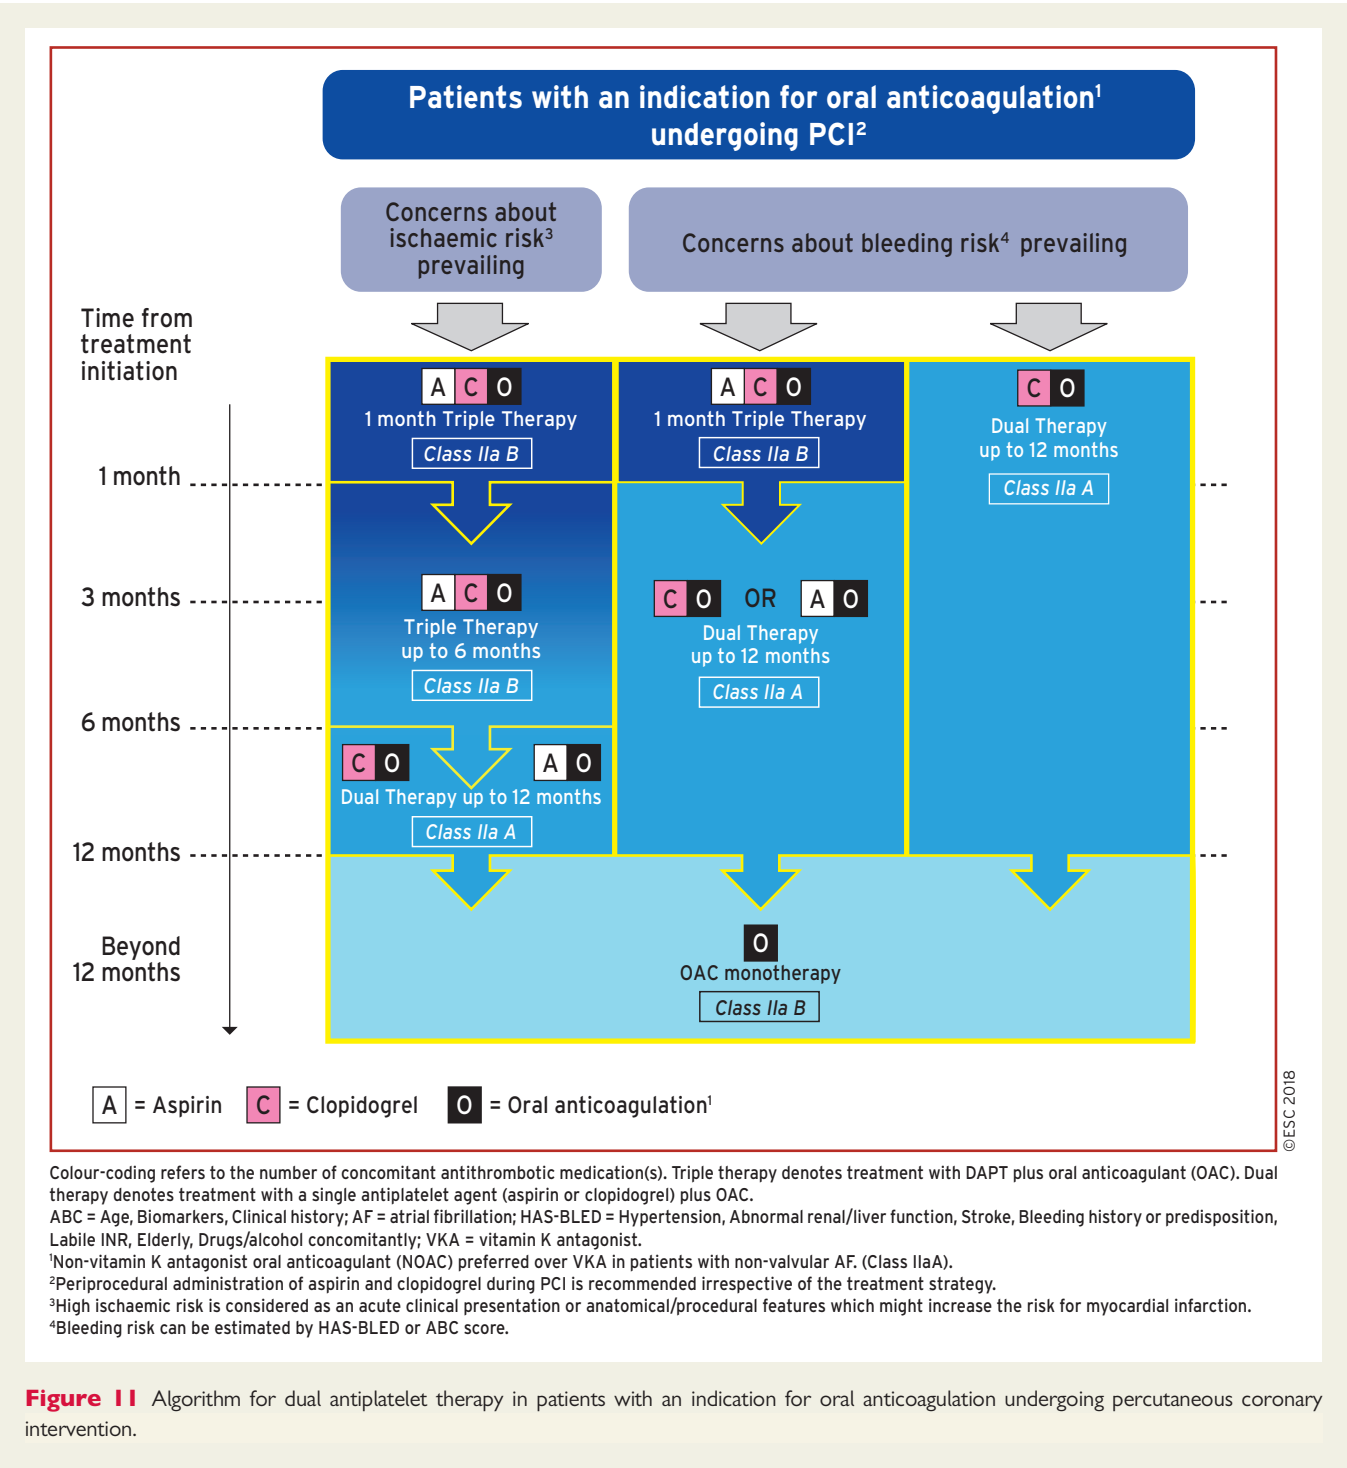 Patients with an indication for oral anticoagulation¹
undergoing PCI²
Concerns about
ischaemic risk³
prevailing
Concerns about bleeding risk⁴ prevailing
Time from
treatment
initiation
A C O
1 month Triple Therapy
Class IIa B
A C O
1 month Triple Therapy
Class IIa B
C O
Dual Therapy
up to 12 months
Class IIa A
1 month
A C O
Triple Therapy
up to 6 months
Class IIa B
C O OR A O
Dual Therapy
up to 12 months
Class IIa A
3 months
6 months
C O
A O
Dual Therapy up to 12 months
Class IIa A
12 months
Beyond
12 months
O
OAC monotherapy
Class IIa B
A = Aspirin C = Clopidogrel O = Oral anticoagulation¹
©ESC 2018
Colour-coding refers to the number of concomitant antithrombotic medication(s). Triple therapy denotes treatment with DAPT plus oral anticoagulant (OAC). Dual
therapy denotes treatment with a single antiplatelet agent (aspirin or clopidogrel) plus OAC.
ABC = Age, Biomarkers, Clinical history; AF = atrial fibrillation; HAS-BLED = Hypertension, Abnormal renal/liver function, Stroke, Bleeding history or predisposition,
Labile INR, Elderly, Drugs/alcohol concomitantly; VKA = vitamin K antagonist.
¹Non-vitamin K antagonist oral anticoagulant (NOAC) preferred over VKA in patients with non-valvular AF. (Class IIaA).
²Periprocedural administration of aspirin and clopidogrel during PCI is recommended irrespective of the treatment strategy.
³High ischaemic risk is considered as an acute clinical presentation or anatomical/procedural features which might increase the risk for myocardial infarction.
⁴Bleeding risk can be estimated by HAS-BLED or ABC score.
Figure 11 Algorithm for dual antiplatelet therapy in patients with an indication for oral anticoagulation undergoing percutaneous coronary
intervention.